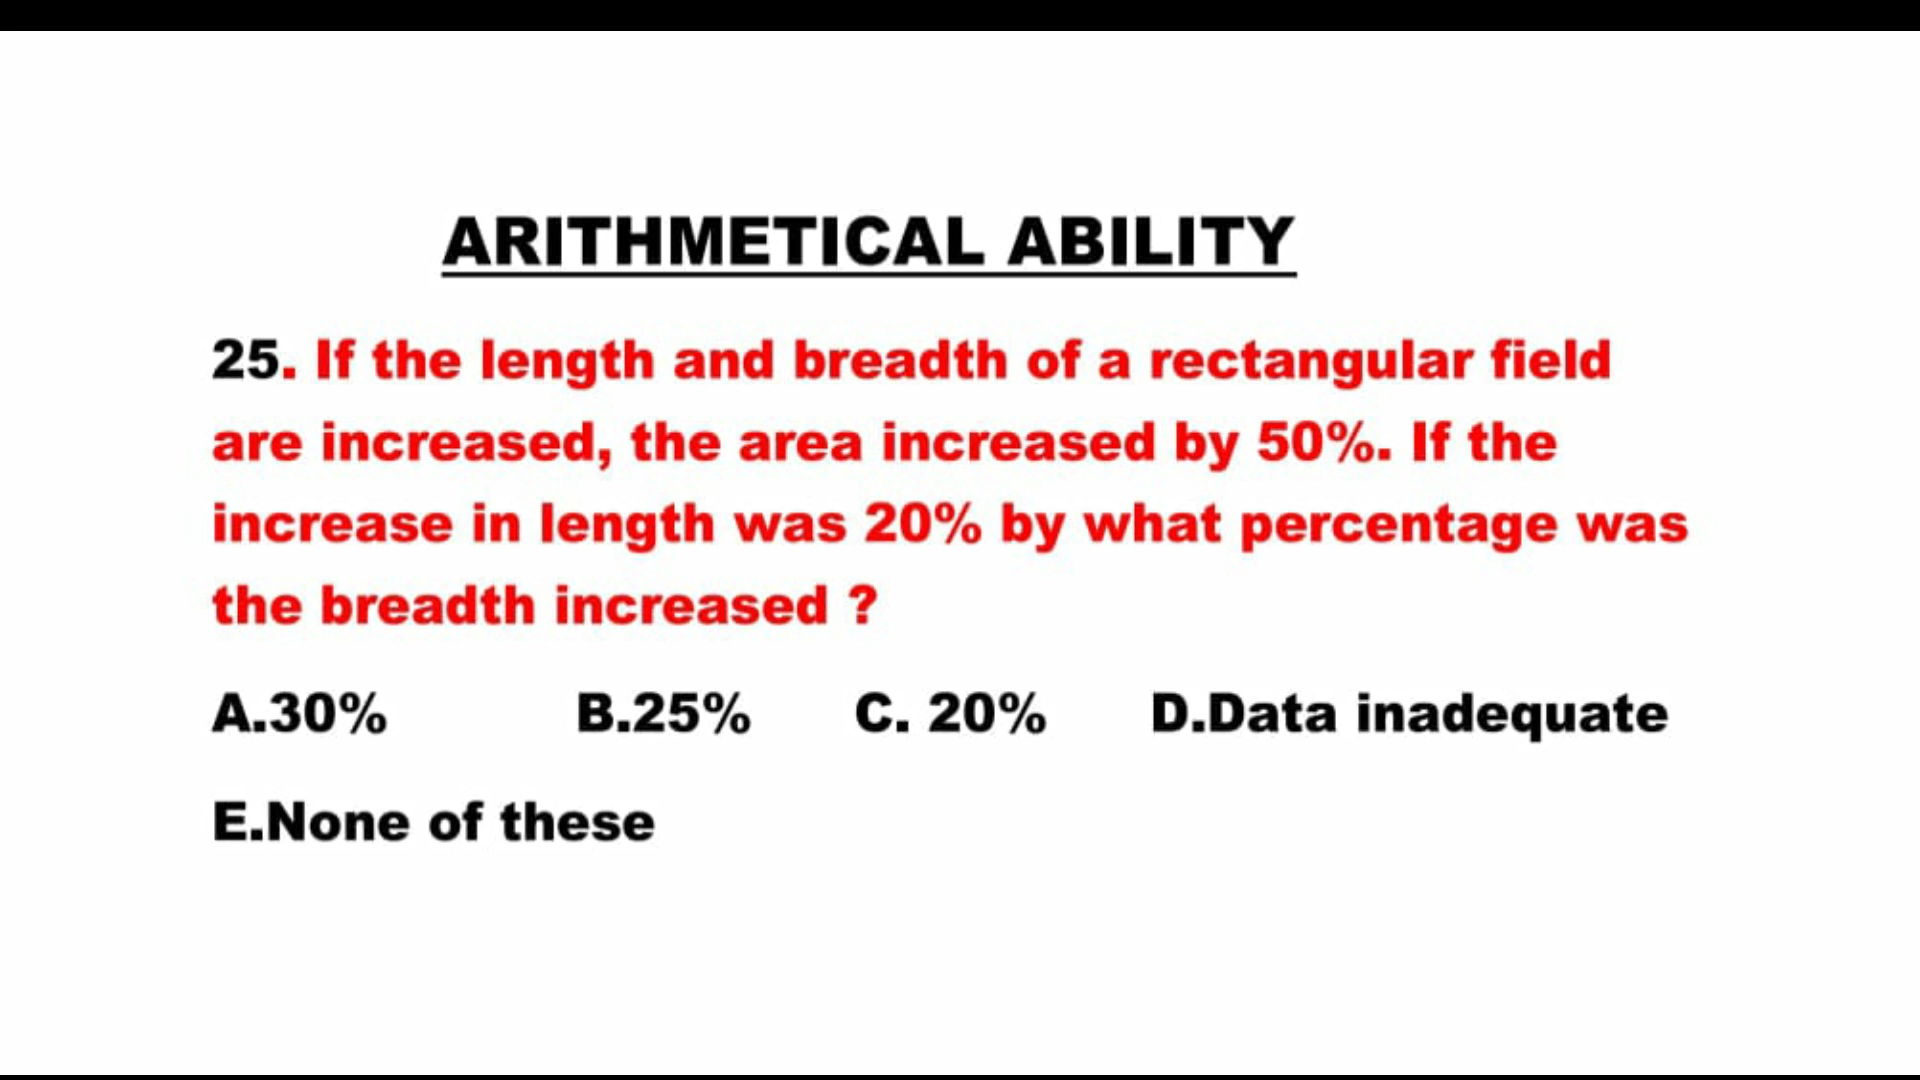 ARITHMETICAL ABILITY
25. If the length and breadth of a rectangular field
are increased, the area increased by 50%. If the
increase in length was 20% by what percentage was
the breadth increased ?
A.30% B.25% C. 20% D.Data inadequate
E.None of these